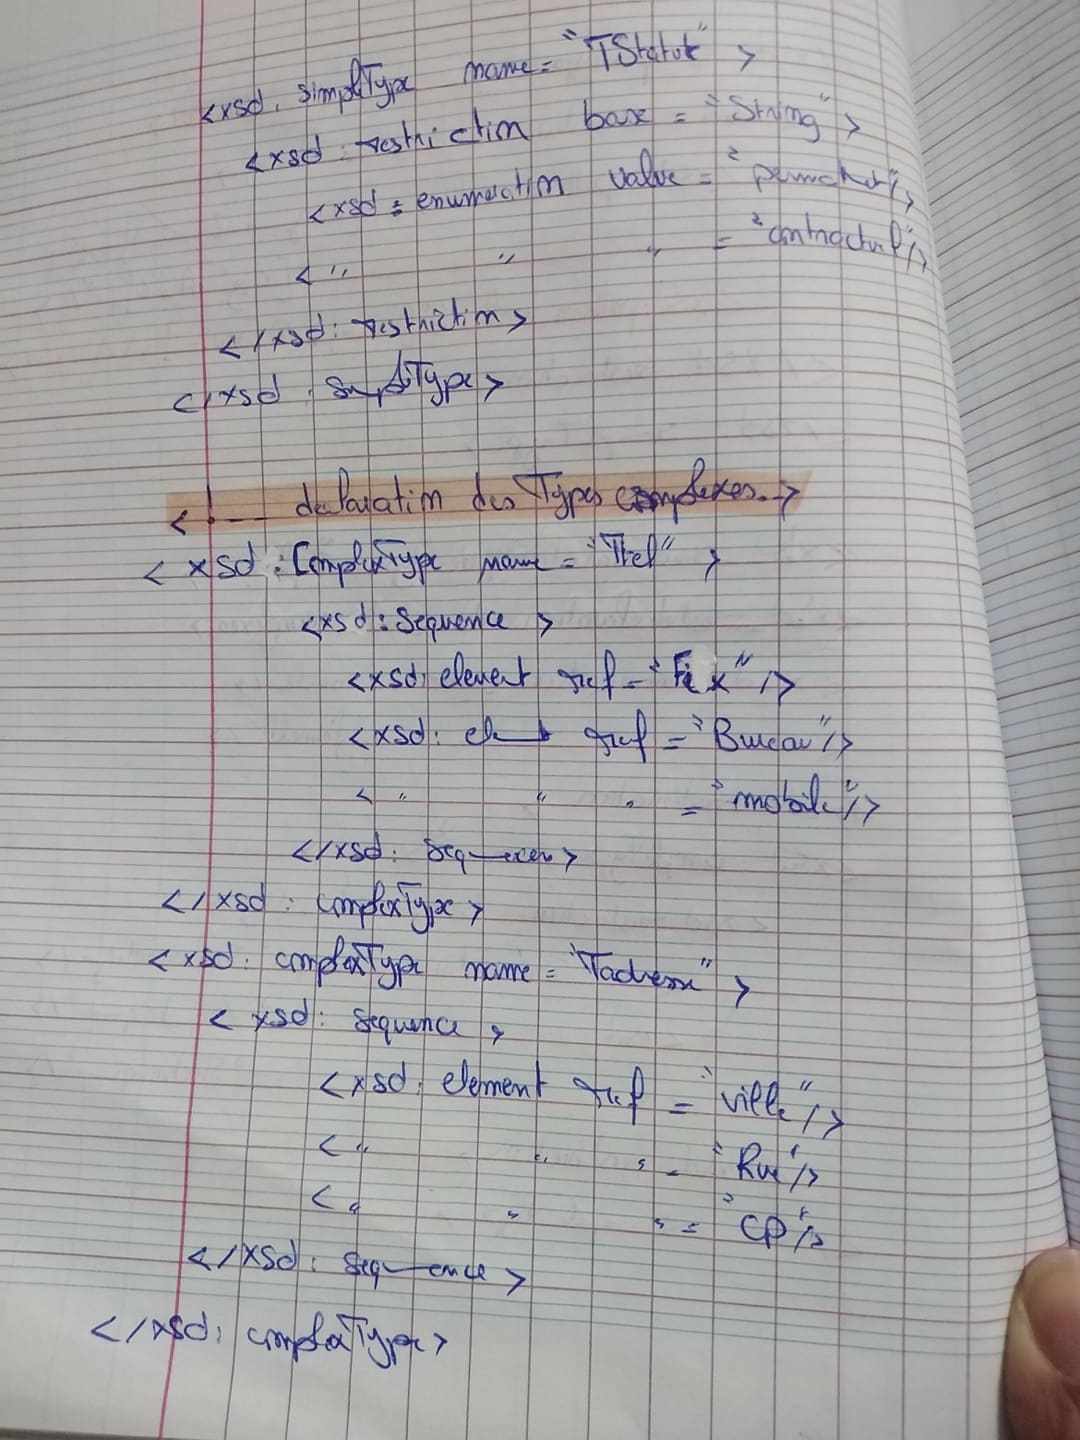 <xsd: simpleType name = "TStatut" >
<xsd: restriction base = "String" >
<xsd: enumeration value = "permanent"/>
< " " " = "contractuel"/>
</xsd: restriction>
</xsd: simpleType>
<!-- declaration des Types complexes. ->
< xsd: ComplexType name = "Ttel" >
<xsd: Sequence >
<xsd: element ref = "Fix" />
<xsd: element ref = "Bureau"/>
< " " " = "mobile"/>
</xsd: sequence>
</xsd: complexType>
<xsd: complexType name = "Tadresse" >
< xsd: sequence >
<xsd: element ref = "ville"/>
< " " " = "Rue"/>
< " " " = "CP"/>
</xsd: sequence>
</xsd: complexType>